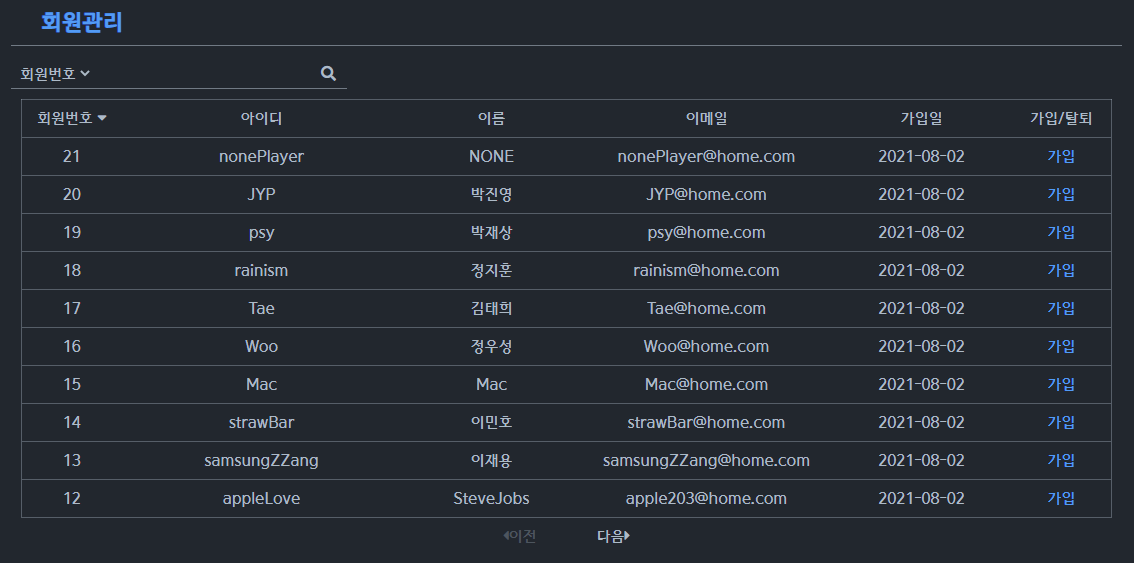 회원관리
회원번호
회원번호 아이디 이름 이메일 가입일 가입/탈퇴
21 nonePlayer NONE nonePlayer@home.com 2021-08-02 가입
20 JYP 박진영 JYP@home.com 2021-08-02 가입
19 psy 박재상 psy@home.com 2021-08-02 가입
18 rainism 정지훈 rainism@home.com 2021-08-02 가입
17 Tae 김태희 Tae@home.com 2021-08-02 가입
16 Woo 정우성 Woo@home.com 2021-08-02 가입
15 Mac Mac Mac@home.com 2021-08-02 가입
14 strawBar 이민호 strawBar@home.com 2021-08-02 가입
13 samsungZZang 이재용 samsungZZang@home.com 2021-08-02 가입
12 appleLove SteveJobs apple203@home.com 2021-08-02 가입
이전 다음